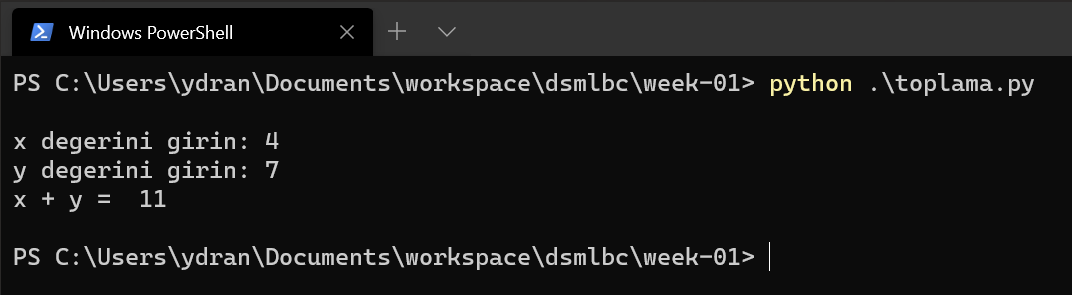 Windows PowerShell
PS C:\Users\ydran\Documents\workspace\dsmlbc\week-01> python .\toplama.py
x degerini girin: 4
y degerini girin: 7
x + y =  11
PS C:\Users\ydran\Documents\workspace\dsmlbc\week-01>